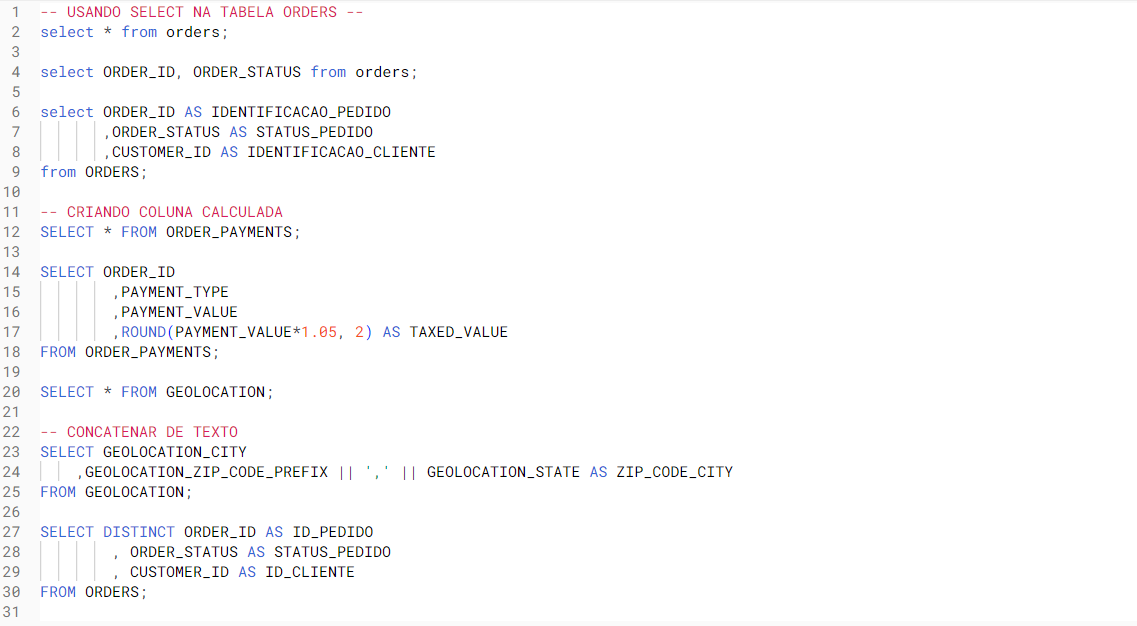 1 -- USANDO SELECT NA TABELA ORDERS --
2 select * from orders;
3
4 select ORDER_ID, ORDER_STATUS from orders;
5
6 select ORDER_ID AS IDENTIFICACAO_PEDIDO
7 ,ORDER_STATUS AS STATUS_PEDIDO
8 ,CUSTOMER_ID AS IDENTIFICACAO_CLIENTE
9 from ORDERS;
10
11 -- CRIANDO COLUNA CALCULADA
12 SELECT * FROM ORDER_PAYMENTS;
13
14 SELECT ORDER_ID
15 ,PAYMENT_TYPE
16 ,PAYMENT_VALUE
17 ,ROUND(PAYMENT_VALUE*1.05, 2) AS TAXED_VALUE
18 FROM ORDER_PAYMENTS;
19
20 SELECT * FROM GEOLOCATION;
21
22 -- CONCATENAR DE TEXTO
23 SELECT GEOLOCATION_CITY
24 ,GEOLOCATION_ZIP_CODE_PREFIX || ',' || GEOLOCATION_STATE AS ZIP_CODE_CITY
25 FROM GEOLOCATION;
26
27 SELECT DISTINCT ORDER_ID AS ID_PEDIDO
28 , ORDER_STATUS AS STATUS_PEDIDO
29 , CUSTOMER_ID AS ID_CLIENTE
30 FROM ORDERS;
31